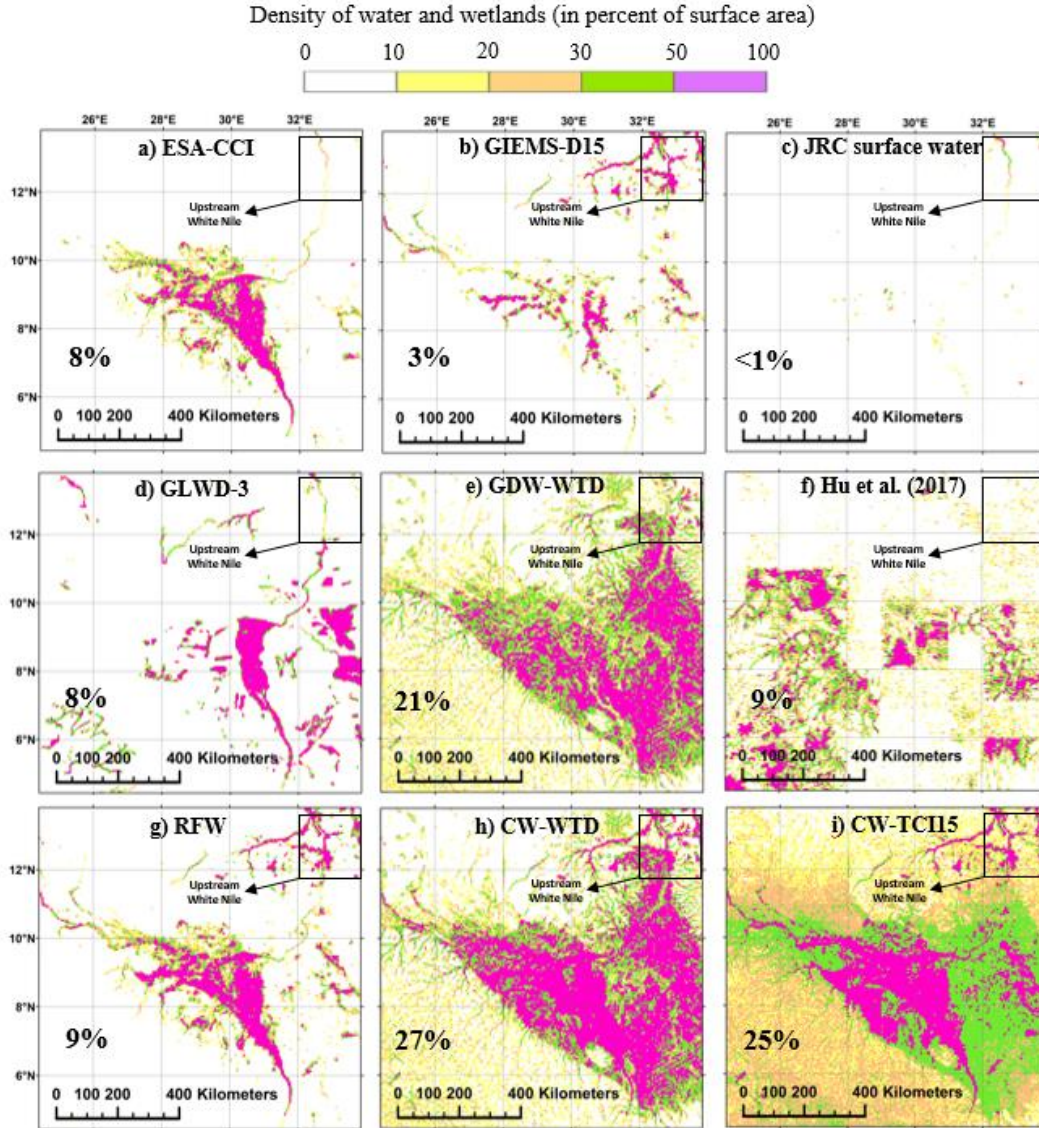 Density of water and wetlands (in percent of surface area)
0 10 20 30 50 100
26°E 28°E 30°E 32°E 26°E 28°E 30°E 32°E 26°E 28°E 30°E 32°E
a) ESA-CCI
b) GIEMS-D15
c) JRC surface water
12°N
10°N
8°N
6°N
Upstream
White Nile
Upstream
White Nile
Upstream
White Nile
8%
3%
<1%
0 100 200 400 Kilometers
0 100 200 400 Kilometers
0 100 200 400 Kilometers
d) GLWD-3
e) GDW-WTD
f) Hu et al. (2017)
12°N
10°N
8°N
6°N
Upstream
White Nile
Upstream
White Nile
Upstream
White Nile
8%
21%
9%
0 100 200 400 Kilometers
0 100 200 400 Kilometers
0 100 200 400 Kilometers
g) RFW
h) CW-WTD
i) CW-TCI15
12°N
10°N
8°N
6°N
Upstream
White Nile
Upstream
White Nile
Upstream
White Nile
9%
27%
25%
0 100 200 400 Kilometers
0 100 200 400 Kilometers
0 100 200 400 Kilometers